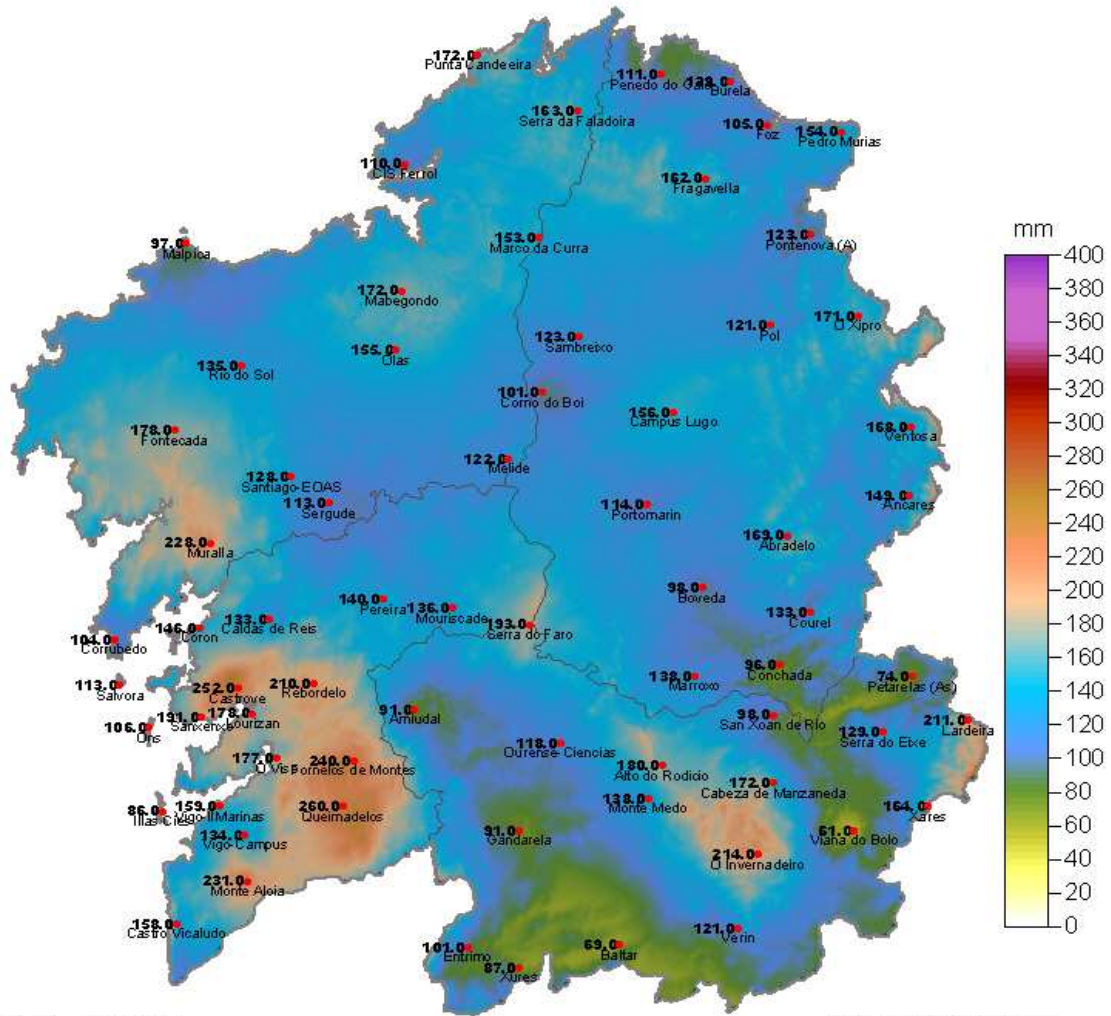 172.0
Punta Candeeira
111.0
Penedo do Galo
Burela
163.0
Serra da Faladoira
105.0
Foz
154.0
Pedro Murias
110.0
CIS Ferrol
162.0
Fragavella
153.0
Marco da Curra
123.0
Pontenova (A)
97.0
Malpica
mm
400
380
360
340
320
300
280
260
240
220
200
180
160
140
120
100
80
60
40
20
0
172.0
Mabegondo
171.0
O Xipro
121.0
Pol
123.0
Sambreixo
155.0
Olas
135.0
Rio do Sol
101.0
Corno do Boi
156.0
Campus Lugo
178.0
Fontecada
168.0
Ventosa
122.0
Melide
128.0
Santiago-EOAS
149.0
Ancares
113.0
Sergude
114.0
Portomarin
228.0
Muralla
169.0
Abradelo
98.0
Boveda
140.0
Pereira
136.0
Mouriscade
133.0
Courel
133.0
Caldas de Reis
193.0
Serra do Faro
146.0
Coron
104.0
Corrubedo
96.0
Conchada
138.0
Marroxo
74.0
Petarelas (As)
113.0
Salvora
252.0
Castrove
210.0
Rebordelo
91.0
Amiudal
178.0
Lourizan
191.0
Sanxenxo
98.0
San Xoan de Rio
211.0
Lardeira
106.0
Ons
129.0
Serra do Eixe
118.0
Ourense-Ciencias
177.0
240.0
Fornelos de Montes
180.0
Alto do Rodicio
172.0
Cabeza de Manzaneda
138.0
Monte Medo
86.0
Illas Cies
159.0
Vigo-II Marinas
260.0
Queimadelos
164.0
Xares
134.0
Vigo-Campus
91.0
Gandarela
61.0
Viana do Bolo
214.0
O Invernadeiro
231.0
Monte Aloia
158.0
Castro Vicaludo
121.0
Verin
101.0
Entrimo
69.0
Baltar
87.0
Xures